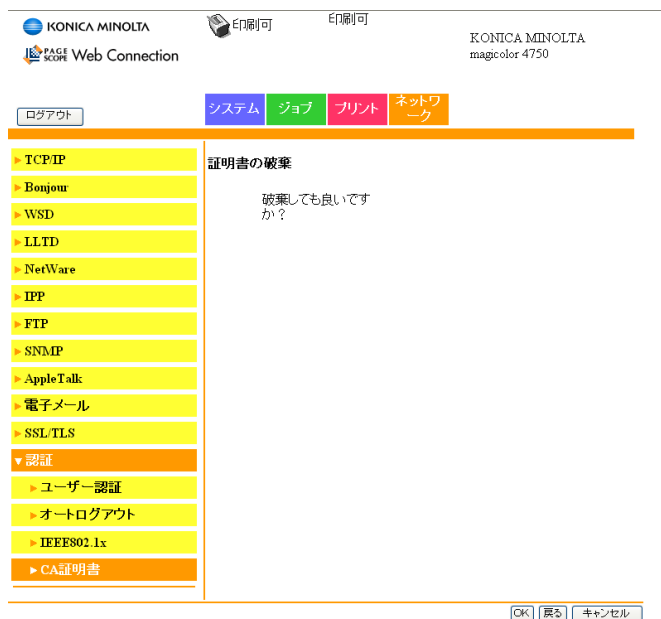 KONICA MINOLTA
印刷可
印刷可
KONICA MINOLTA
magicolor 4750
PAGE SCOPE Web Connection
ログアウト
システム
ジョブ
プリント
ネットワ
ーク
TCP/IP
Bonjour
WSD
LLTD
NetWare
IPP
FTP
SNMP
AppleTalk
電子メール
SSL/TLS
認証
ユーザー認証
オートログアウト
IEEE802.1x
CA証明書
証明書の破棄
破棄しても良いです
か？
OK
戻る
キャンセル